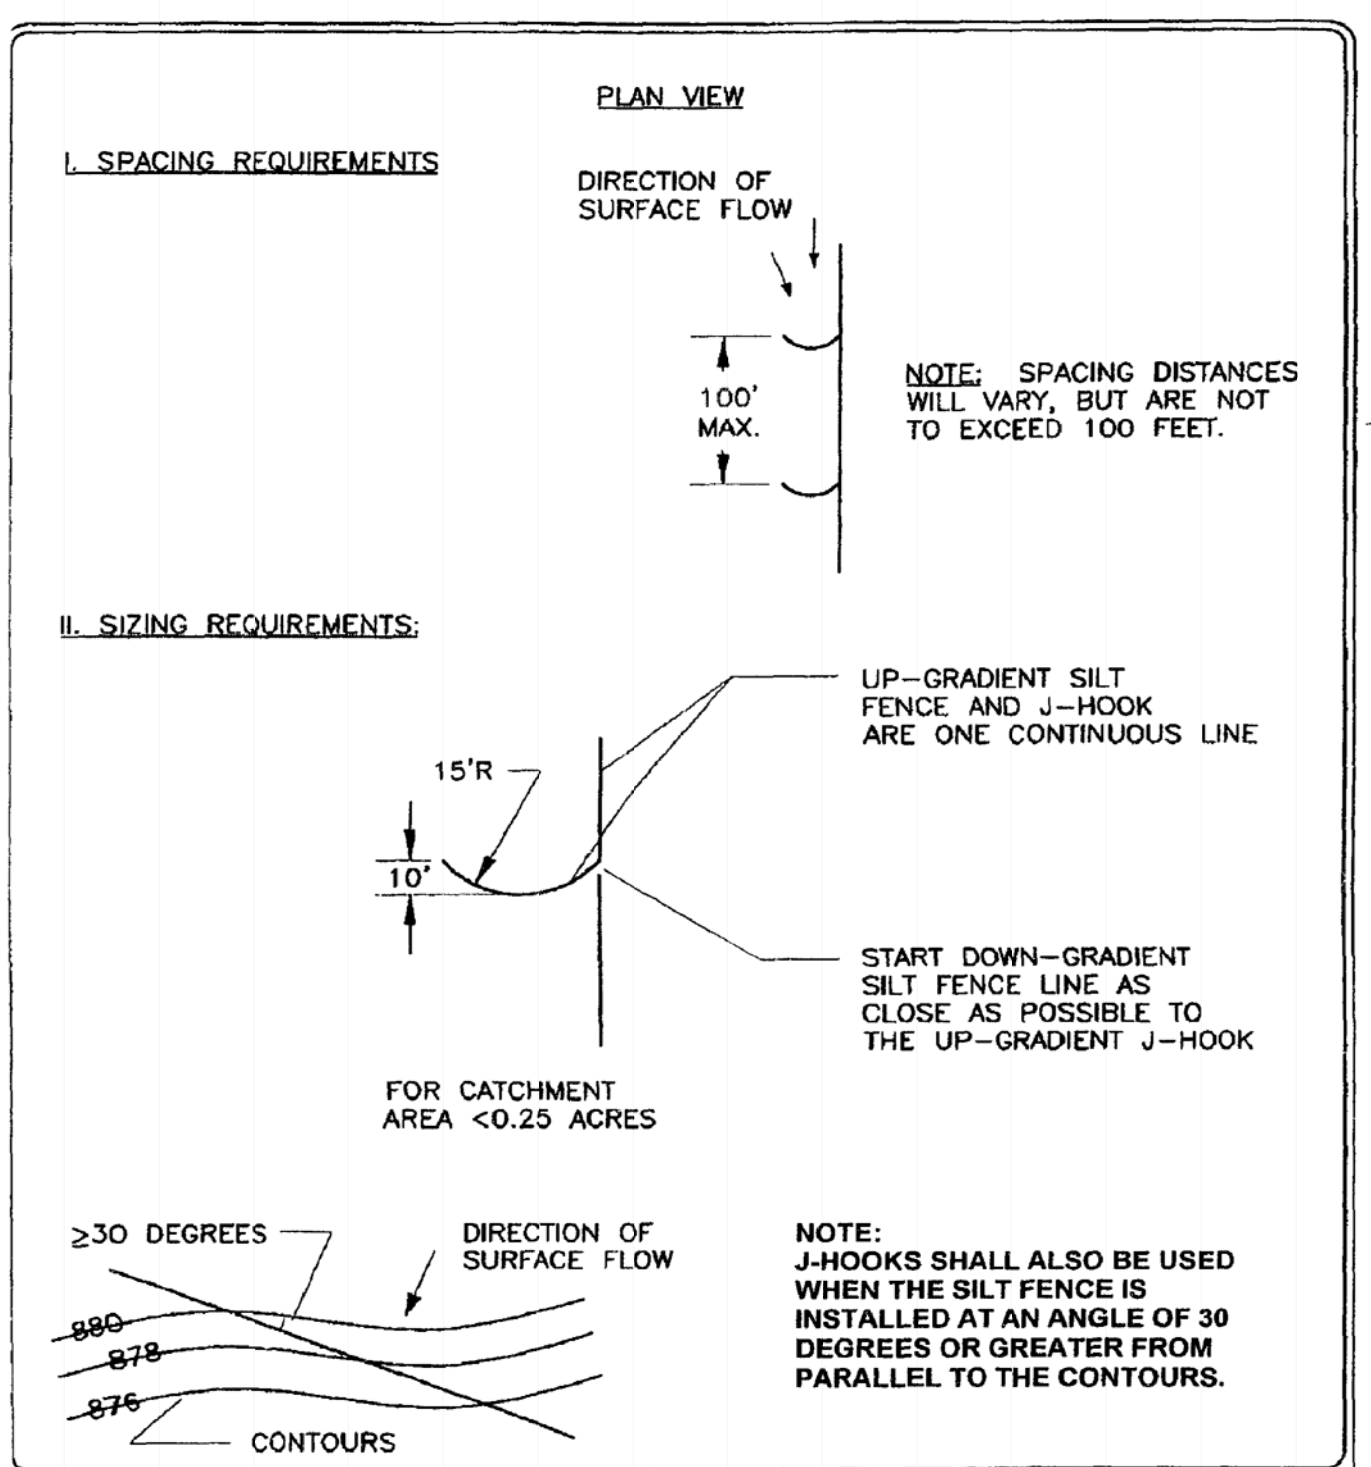 PLAN VIEW
I. SPACING REQUIREMENTS
DIRECTION OF
SURFACE FLOW
100'
MAX.
NOTE: SPACING DISTANCES
WILL VARY, BUT ARE NOT
TO EXCEED 100 FEET.
II. SIZING REQUIREMENTS:
UP-GRADIENT SILT
FENCE AND J-HOOK
ARE ONE CONTINUOUS LINE
15'R
10'
START DOWN-GRADIENT
SILT FENCE LINE AS
CLOSE AS POSSIBLE TO
THE UP-GRADIENT J-HOOK
FOR CATCHMENT
AREA <0.25 ACRES
≥30 DEGREES
DIRECTION OF
SURFACE FLOW
880
878
876
CONTOURS
NOTE:
J-HOOKS SHALL ALSO BE USED
WHEN THE SILT FENCE IS
INSTALLED AT AN ANGLE OF 30
DEGREES OR GREATER FROM
PARALLEL TO THE CONTOURS.